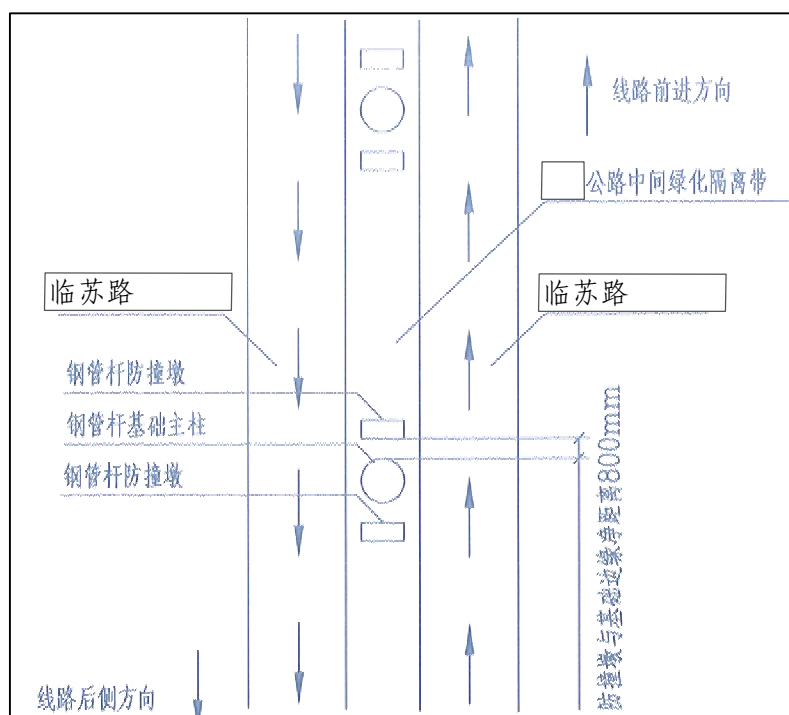 线路前进方向
公路中间绿化隔离带
临苏路
临苏路
钢管杆防撞墩
钢管杆基础主柱
钢管杆防撞墩
防撞墩与基础边缘净距离800mm
线路后侧方向